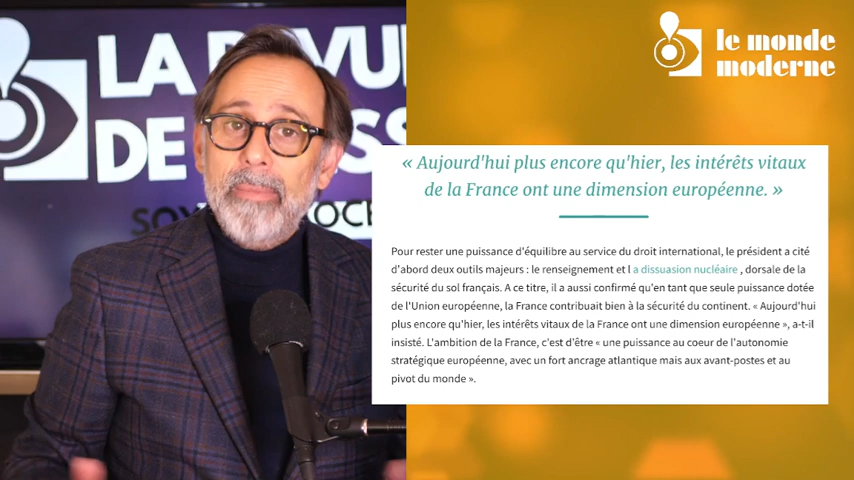 LA REVU
DE
le monde
moderne
« Aujourd'hui plus encore qu'hier, les intérêts vitaux
de la France ont une dimension européenne. »
Pour rester une puissance d'équilibre au service du droit international, le président a cité
d'abord deux outils majeurs : le renseignement et l a dissuasion nucléaire , dorsale de la
sécurité du sol français. A ce titre, il a aussi confirmé qu'en tant que seule puissance dotée
de l'Union européenne, la France contribuait bien à la sécurité du continent. « Aujourd'hui
plus encore qu'hier, les intérêts vitaux de la France ont une dimension européenne », a-t-il
insisté. L'ambition de la France, c'est d'être « une puissance au coeur de l'autonomie
stratégique européenne, avec un fort ancrage atlantique mais aux avant-postes et au
pivot du monde ».